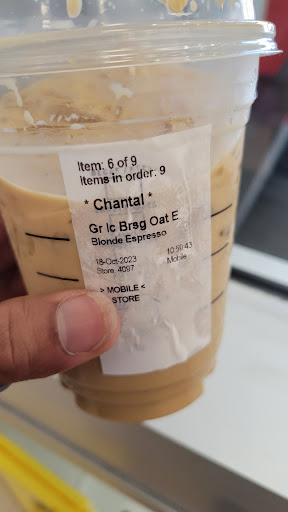 Item: 6 of 9
Items in order: 9
* Chantal *
Gr Ic Brsg Oat E
Blonde Espresso
18-Oct-2023 10:50:43
Store 4097 Mobile
> MOBILE <
STORE